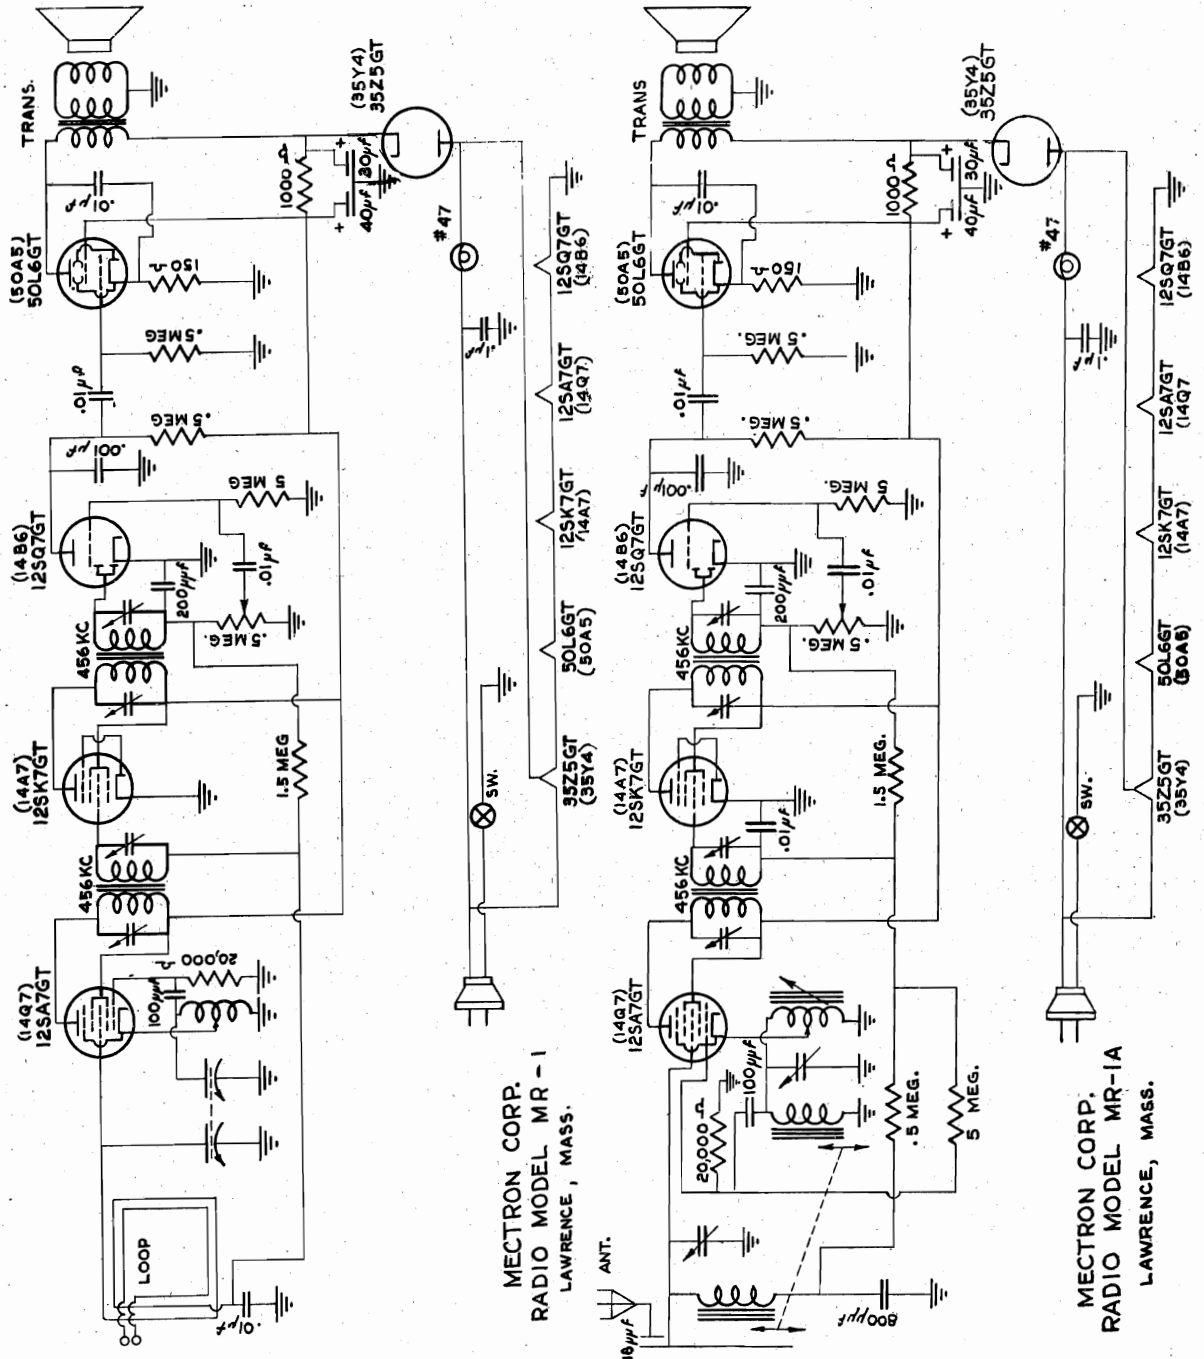 TRANS.
(35Y4)
35Z5GT
.01μf
(50A5)
50L6GT
1000 Ω
40μf
+
+
150 Ω
.5 MEG
.01μf
.5 MEG
.001μf
5 MEG
(14B6)
12SQ7GT
200μμf
.01μf
.5 MEG.
456KC
(14A7)
12SK7GT
1.5 MEG
456KC
(14Q7)
12SA7GT
100μμf
20,000
LOOP
.01μf
#47
.1μf
SW.
12SQ7GT
(14B6)
12SA7GT
(14Q7)
12SK7GT
(14A7)
50L6GT
(50A5)
35Z5GT
(35Y4)
MECTRON CORP.
RADIO MODEL MR-1
LAWRENCE, MASS.
TRANS
(35Y4)
35Z5GT
.01μf
(50A5)
50L6GT
1000 Ω
40μf
30μf
+
+
150 Ω
.5 MEG.
.01μf
.5 MEG.
.001μf
5 MEG.
(14B6)
12SQ7GT
200μμf
.01μf
.5 MEG.
456KC
(14A7)
12SK7GT
.01μf
1.5 MEG.
456KC
(14Q7)
12SA7GT
20,000 Ω
100μμf
.5 MEG.
5 MEG.
ANT.
18μμf
800μμf
#47
.1μf
SW.
12SQ7GT
(14B6)
12SA7GT
(14Q7
12SK7GT
(14A7)
50L6GT
(50A5)
35Z5GT
(35Y4)
MECTRON CORP.
RADIO MODEL MR-1A
LAWRENCE, MASS.